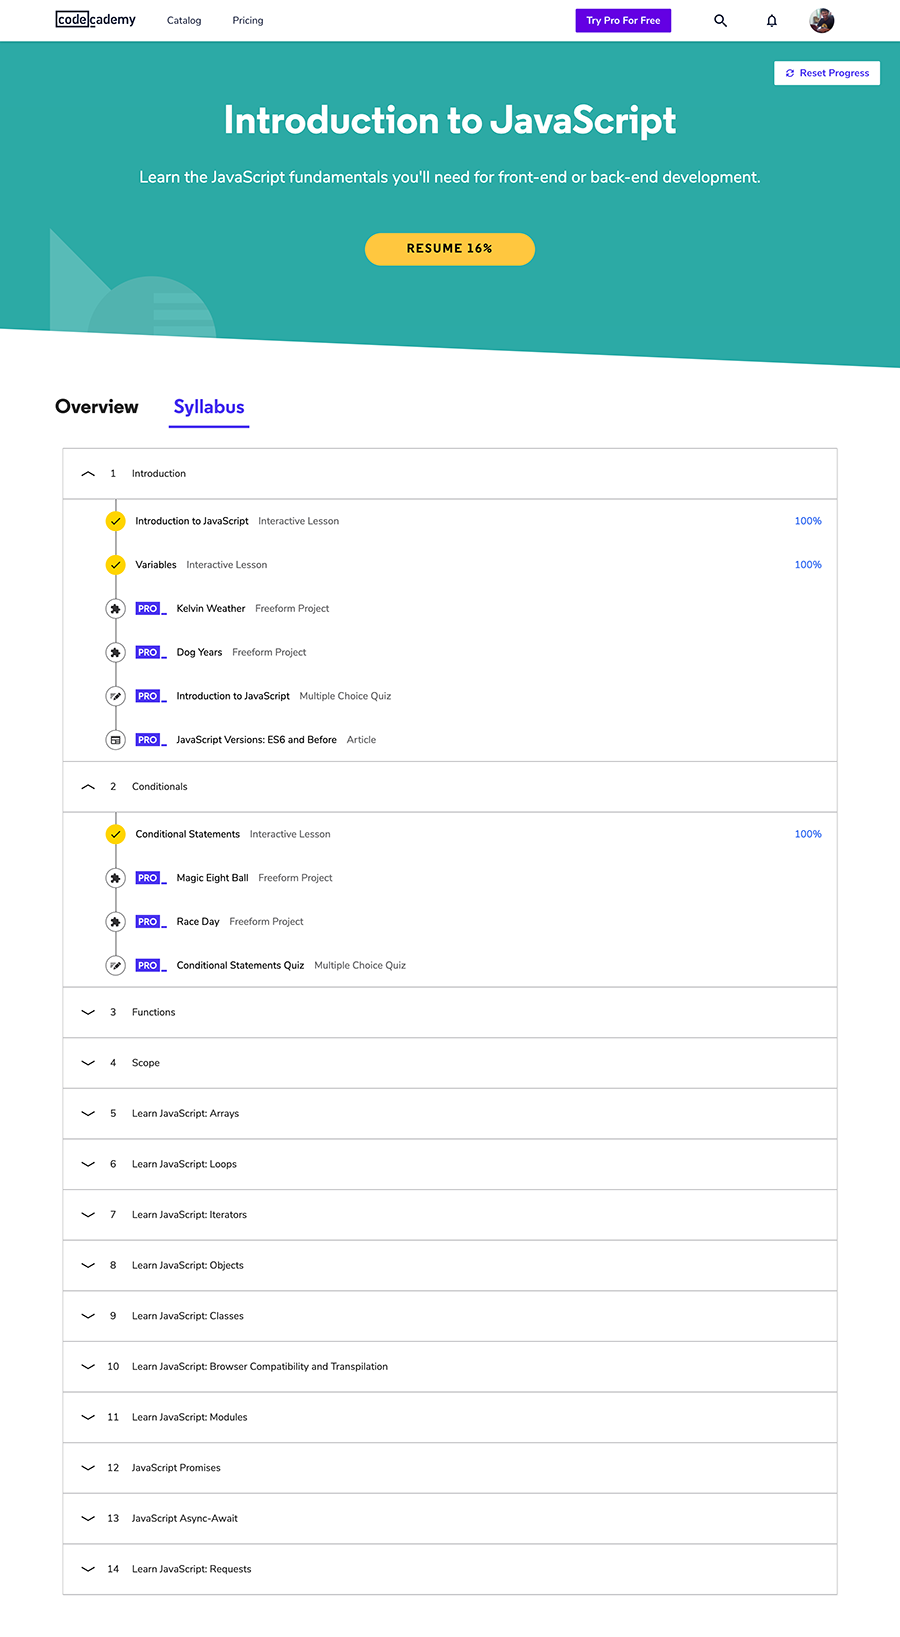 codecademy Catalog Pricing Try Pro For Free
Reset Progress
Introduction to JavaScript
Learn the JavaScript fundamentals you'll need for front-end or back-end development.
RESUME 16%
Overview Syllabus
1 Introduction
Introduction to JavaScript Interactive Lesson 100%
Variables Interactive Lesson 100%
PRO Kelvin Weather Freeform Project
PRO Dog Years Freeform Project
PRO Introduction to JavaScript Multiple Choice Quiz
PRO JavaScript Versions: ES6 and Before Article
2 Conditionals
Conditional Statements Interactive Lesson 100%
PRO Magic Eight Ball Freeform Project
PRO Race Day Freeform Project
PRO Conditional Statements Quiz Multiple Choice Quiz
3 Functions
4 Scope
5 Learn JavaScript: Arrays
6 Learn JavaScript: Loops
7 Learn JavaScript: Iterators
8 Learn JavaScript: Objects
9 Learn JavaScript: Classes
10 Learn JavaScript: Browser Compatibility and Transpilation
11 Learn JavaScript: Modules
12 JavaScript Promises
13 JavaScript Async-Await
14 Learn JavaScript: Requests